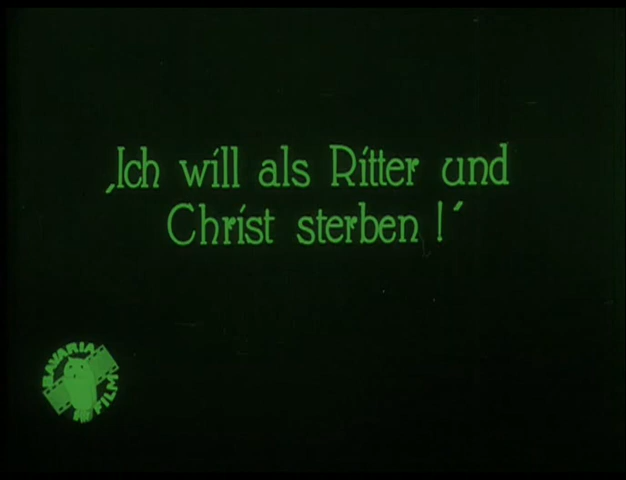 ‚Ich will als Ritter und
Christ sterben!‘
BAVARIA
FILM